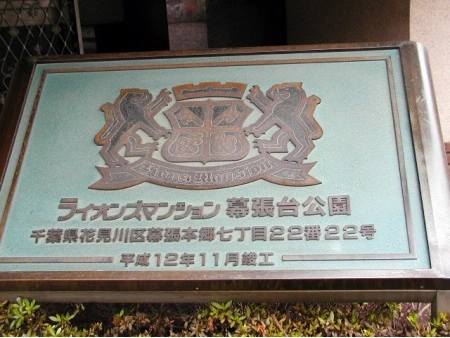 Lions Mansion
ライオンズマンション 幕張台公園
千葉県花見川区幕張本郷七丁目22番22号
平成12年11月竣工